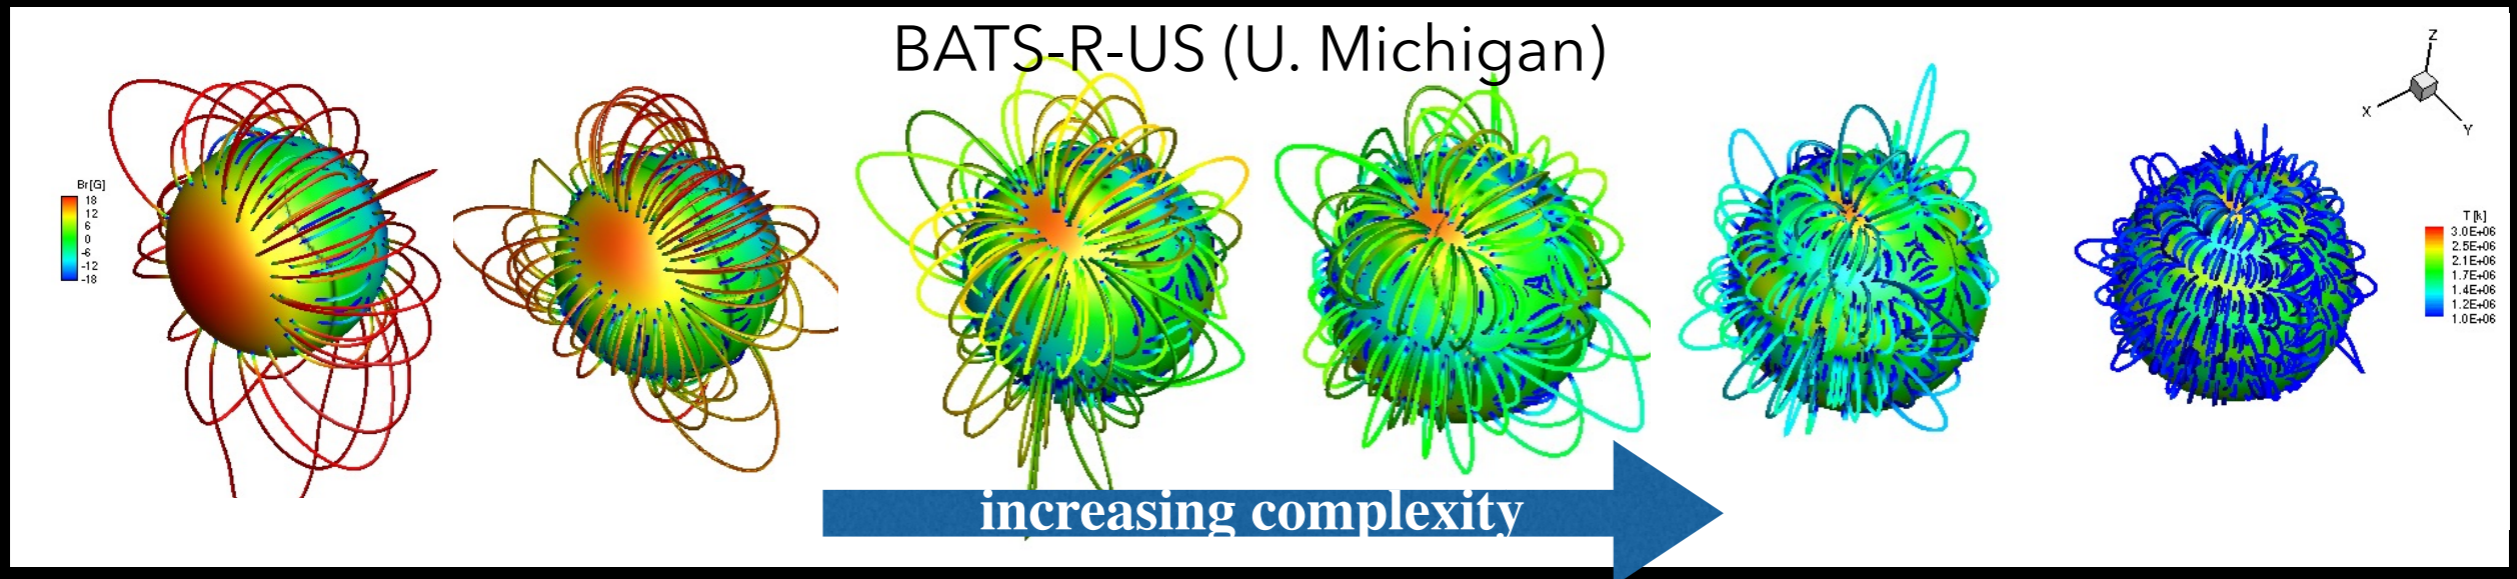 BATS-R-US (U. Michigan)
Z
X
Y
Br[G]
18
12
6
0
-6
-12
-18
T [k]
3.0E+06
2.5E+06
2.1E+06
1.7E+06
1.4E+06
1.2E+06
1.0E+06
increasing complexity